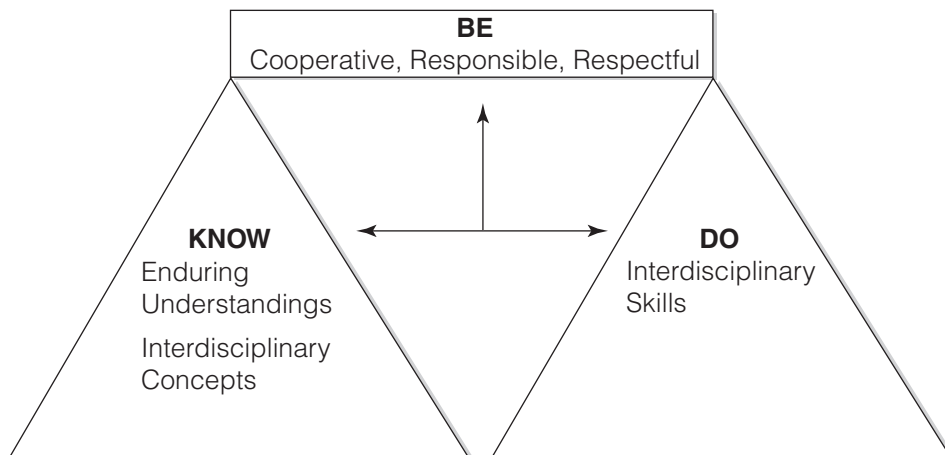 BE
Cooperative, Responsible, Respectful
KNOW
Enduring
Understandings
Interdisciplinary
Concepts
DO
Interdisciplinary
Skills